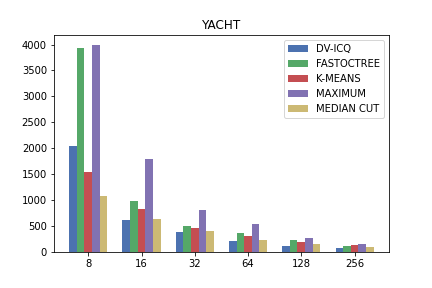 YACHT
4000
3500
3000
2500
2000
1500
1000
500
0
DV-ICQ
FASTOCTREE
K-MEANS
MAXIMUM
MEDIAN CUT
8 16 32 64 128 256